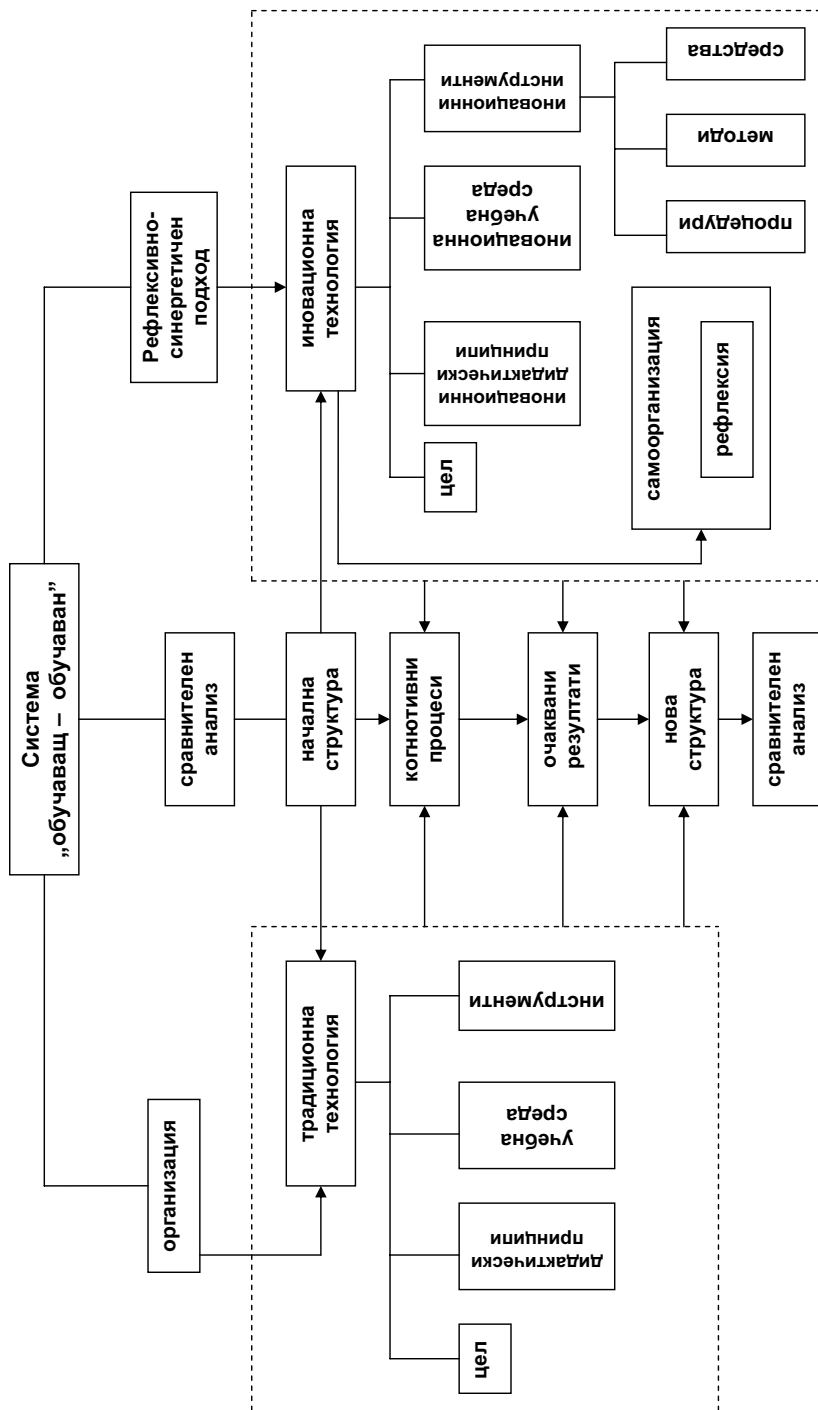 Система
„обучаващ – обучаван”
организация
сравнителен
анализ
Рефлексивно-
синергетичен
подход
традиционна
технология
начална
структура
иновационна
технология
цел
дидактически
принципи
учебна
среда
инструменти
когнютивни
процеси
очаквани
резултати
нова
структура
сравнителен
анализ
цел
иновационни
дидактически
принципи
иновационна
учебна
среда
иновационни
инструменти
самоорганизация
рефлексия
процедури
методи
средства